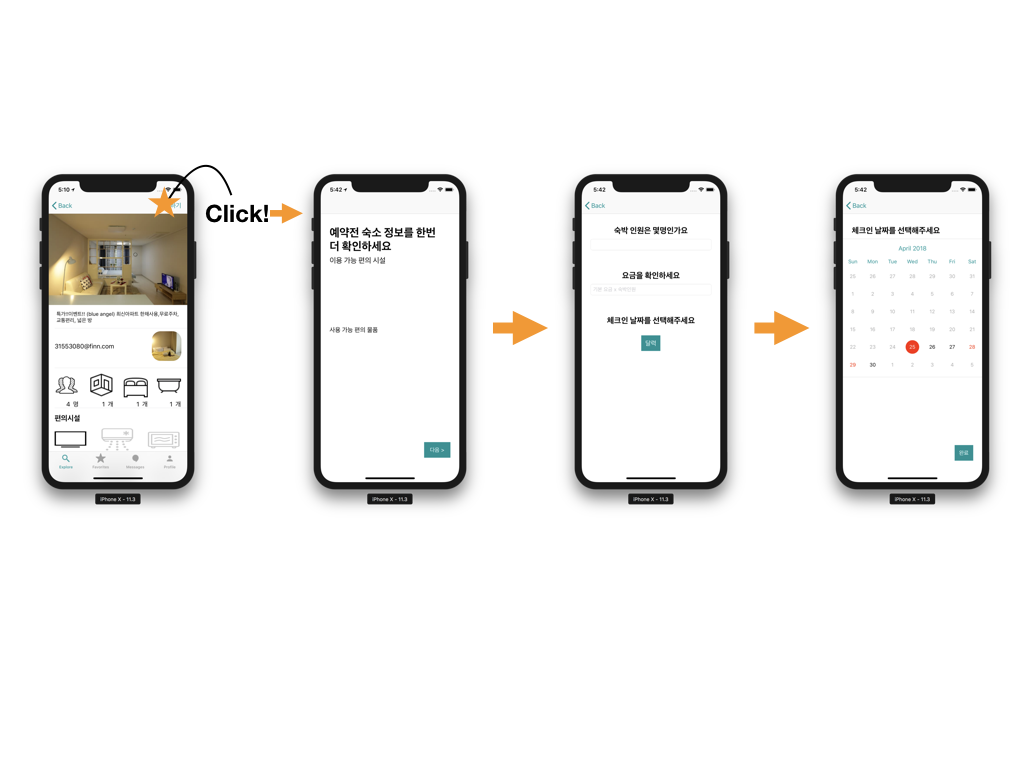 5:10
Back
기
특가!!이벤트!! (blue angel) 최신아파트 한채사용,무료주차,
교통편리, 넓은 방
31553080@finn.com
4 명
1 개
1 개
1 개
편의시설
Explore
Favorites
Messages
Profile
iPhone X - 11.3
Click!
5:42
예약전 숙소 정보를 한번
더 확인하세요
이용 가능 편의 시설
사용 가능 편의 물품
다음 >
iPhone X - 11.3
5:42
Back
숙박 인원은 몇명인가요
요금을 확인하세요
기본 요금 x 숙박인원
체크인 날짜를 선택해주세요
달력
iPhone X - 11.3
5:42
Back
체크인 날짜를 선택해주세요
April 2018
Sun Mon Tue Wed Thu Fri Sat
25 26 27 28 29 30 31
1 2 3 4 5 6 7
8 9 10 11 12 13 14
15 16 17 18 19 20 21
22 23 24 25 26 27 28
29 30 1 2 3 4 5
완료
iPhone X - 11.3